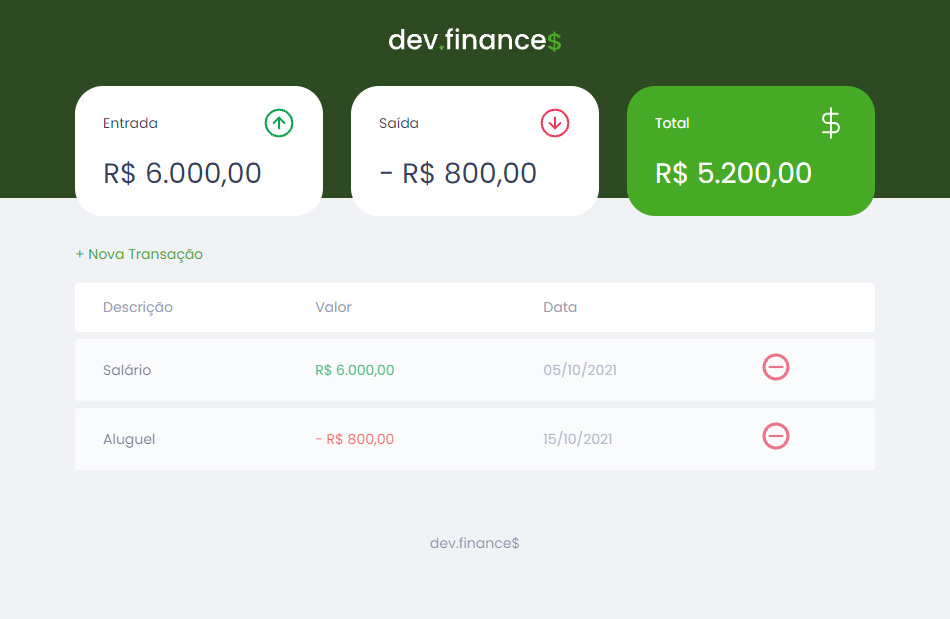 dev.finance$
Entrada
Saída
Total
R$ 6.000,00
- R$ 800,00
R$ 5.200,00
+ Nova Transação
Descrição Valor Data
Salário R$ 6.000,00 05/10/2021
Aluguel - R$ 800,00 15/10/2021
dev.finance$